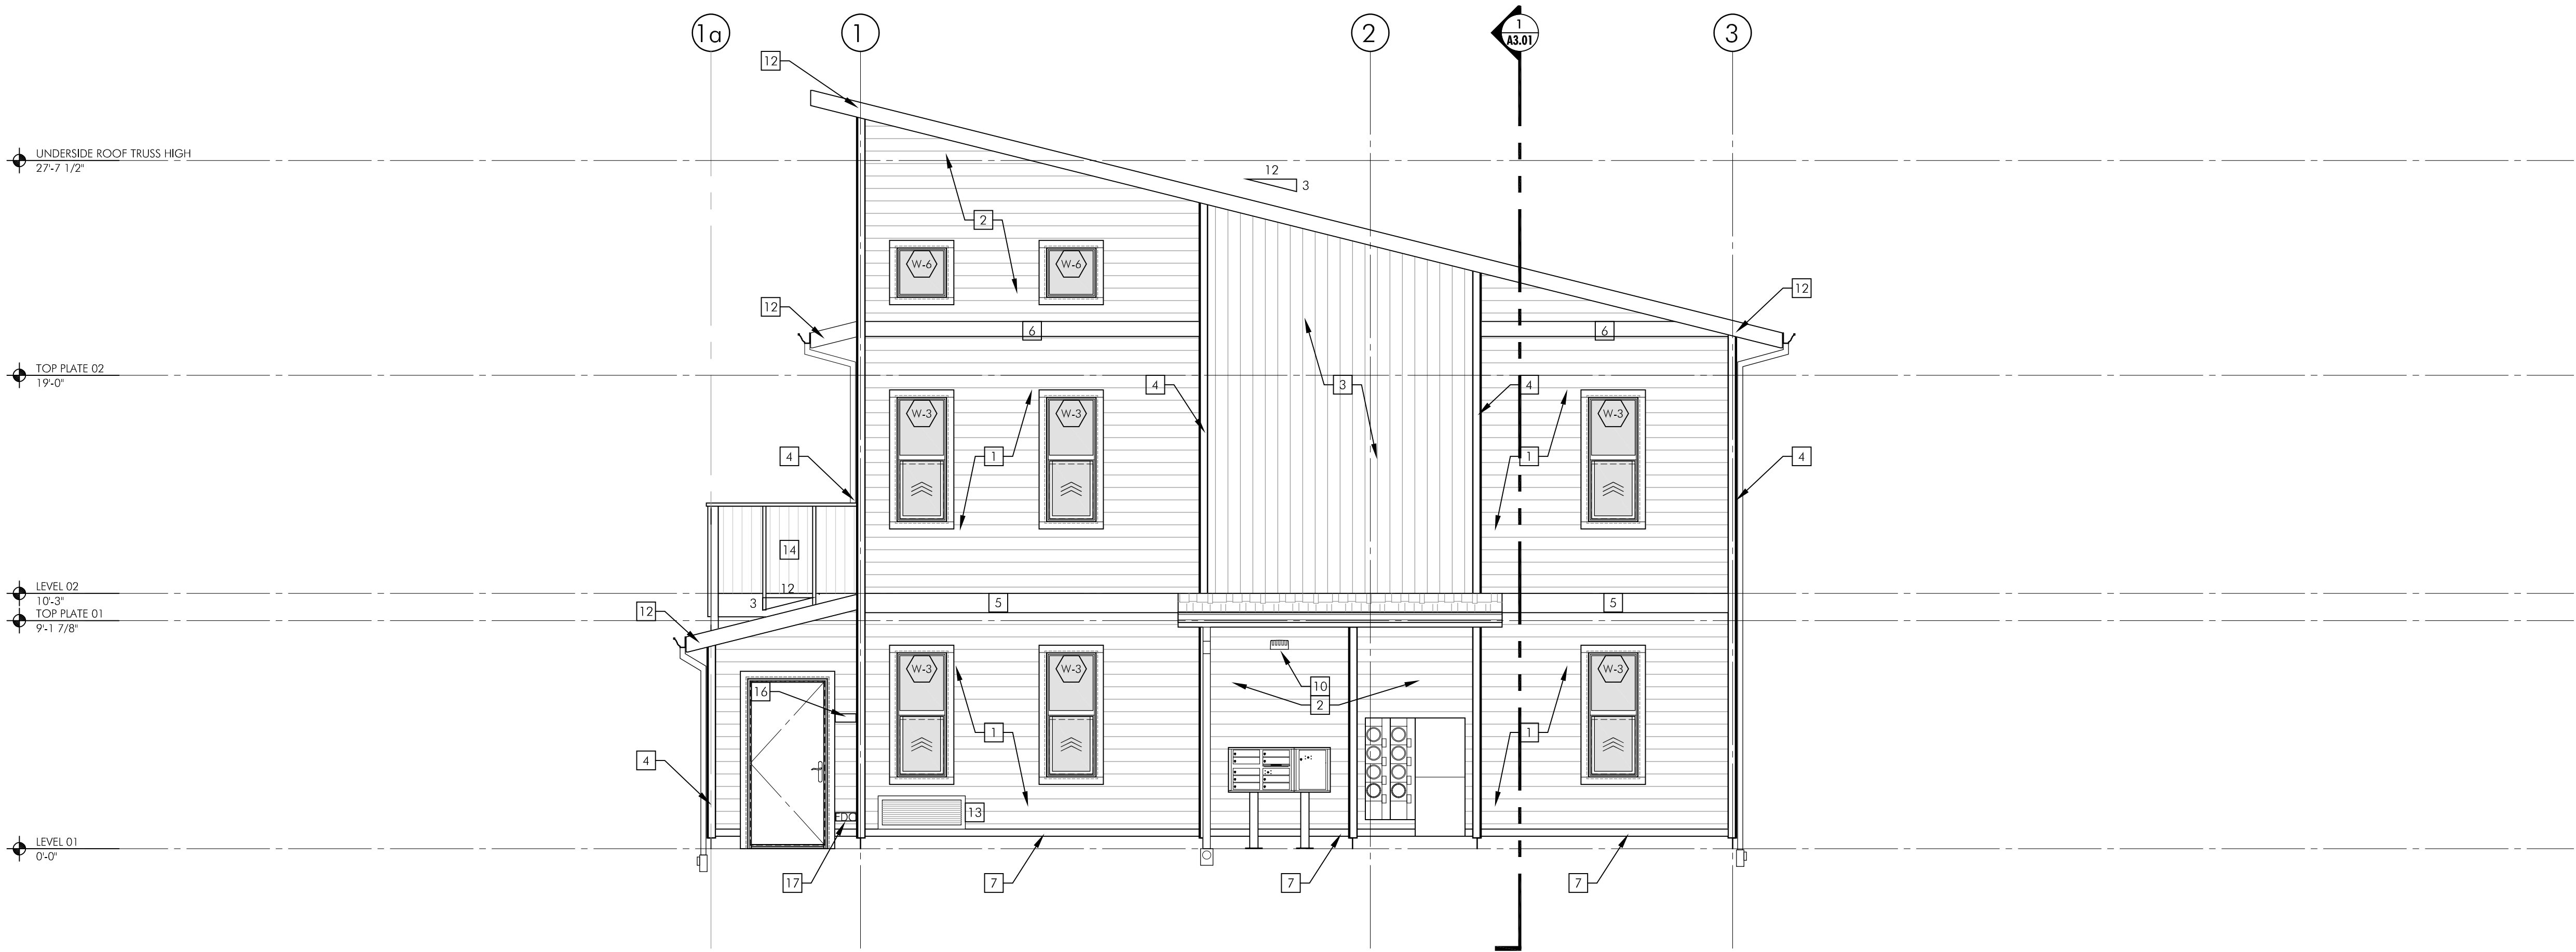 1a
1
2
1
A3.01
3
12
UNDERSIDE ROOF TRUSS HIGH
27'-7 1/2"
12
3
2
W-6
W-6
12
12
6
6
TOP PLATE 02
19'-0"
4
3
4
W-3
W-3
W-3
4
1
1
4
14
12
3
LEVEL 02
10'-3"
5
5
12
TOP PLATE 01
9'-1 7/8"
W-3
W-3
W-3
16
10
2
4
1
1
13
FDC
LEVEL 01
0'-0"
17
7
7
7